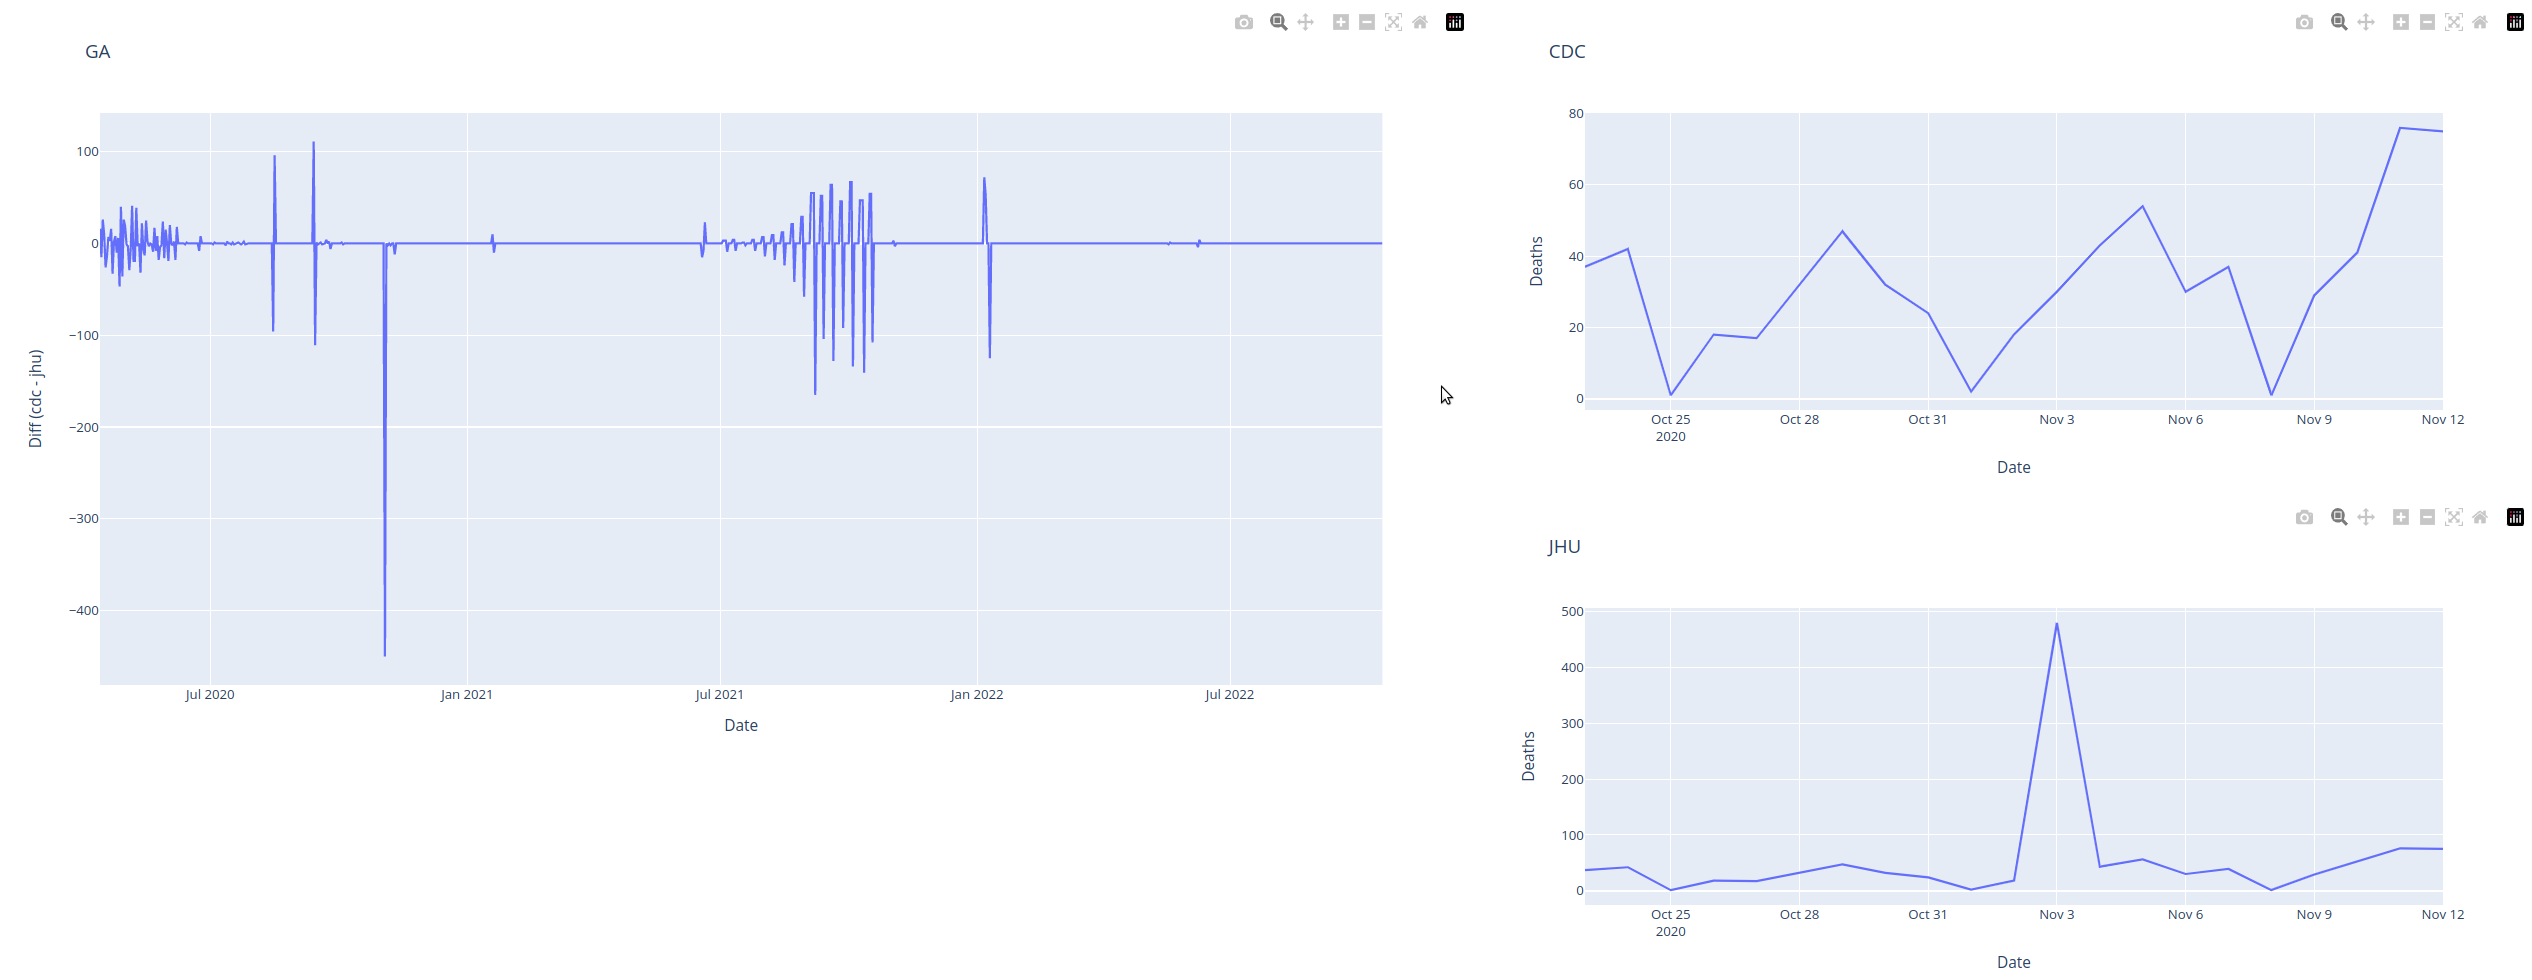 GA
100
0
−100
−200
−300
−400
Diff (cdc - jhu)
Jul 2020 Jan 2021 Jul 2021 Jan 2022 Jul 2022
Date
CDC
80
60
40
20
0
Deaths
Oct 25 Oct 28 Oct 31 Nov 3 Nov 6 Nov 9 Nov 12
2020
Date
JHU
500
400
300
200
100
0
Deaths
Oct 25 Oct 28 Oct 31 Nov 3 Nov 6 Nov 9 Nov 12
2020
Date